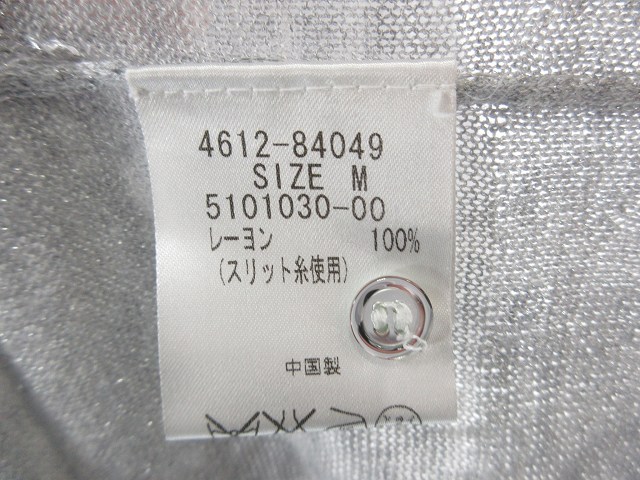 4612-84049
SIZE M
5101030-00
レーヨン 100%
(スリット糸使用)
中国製